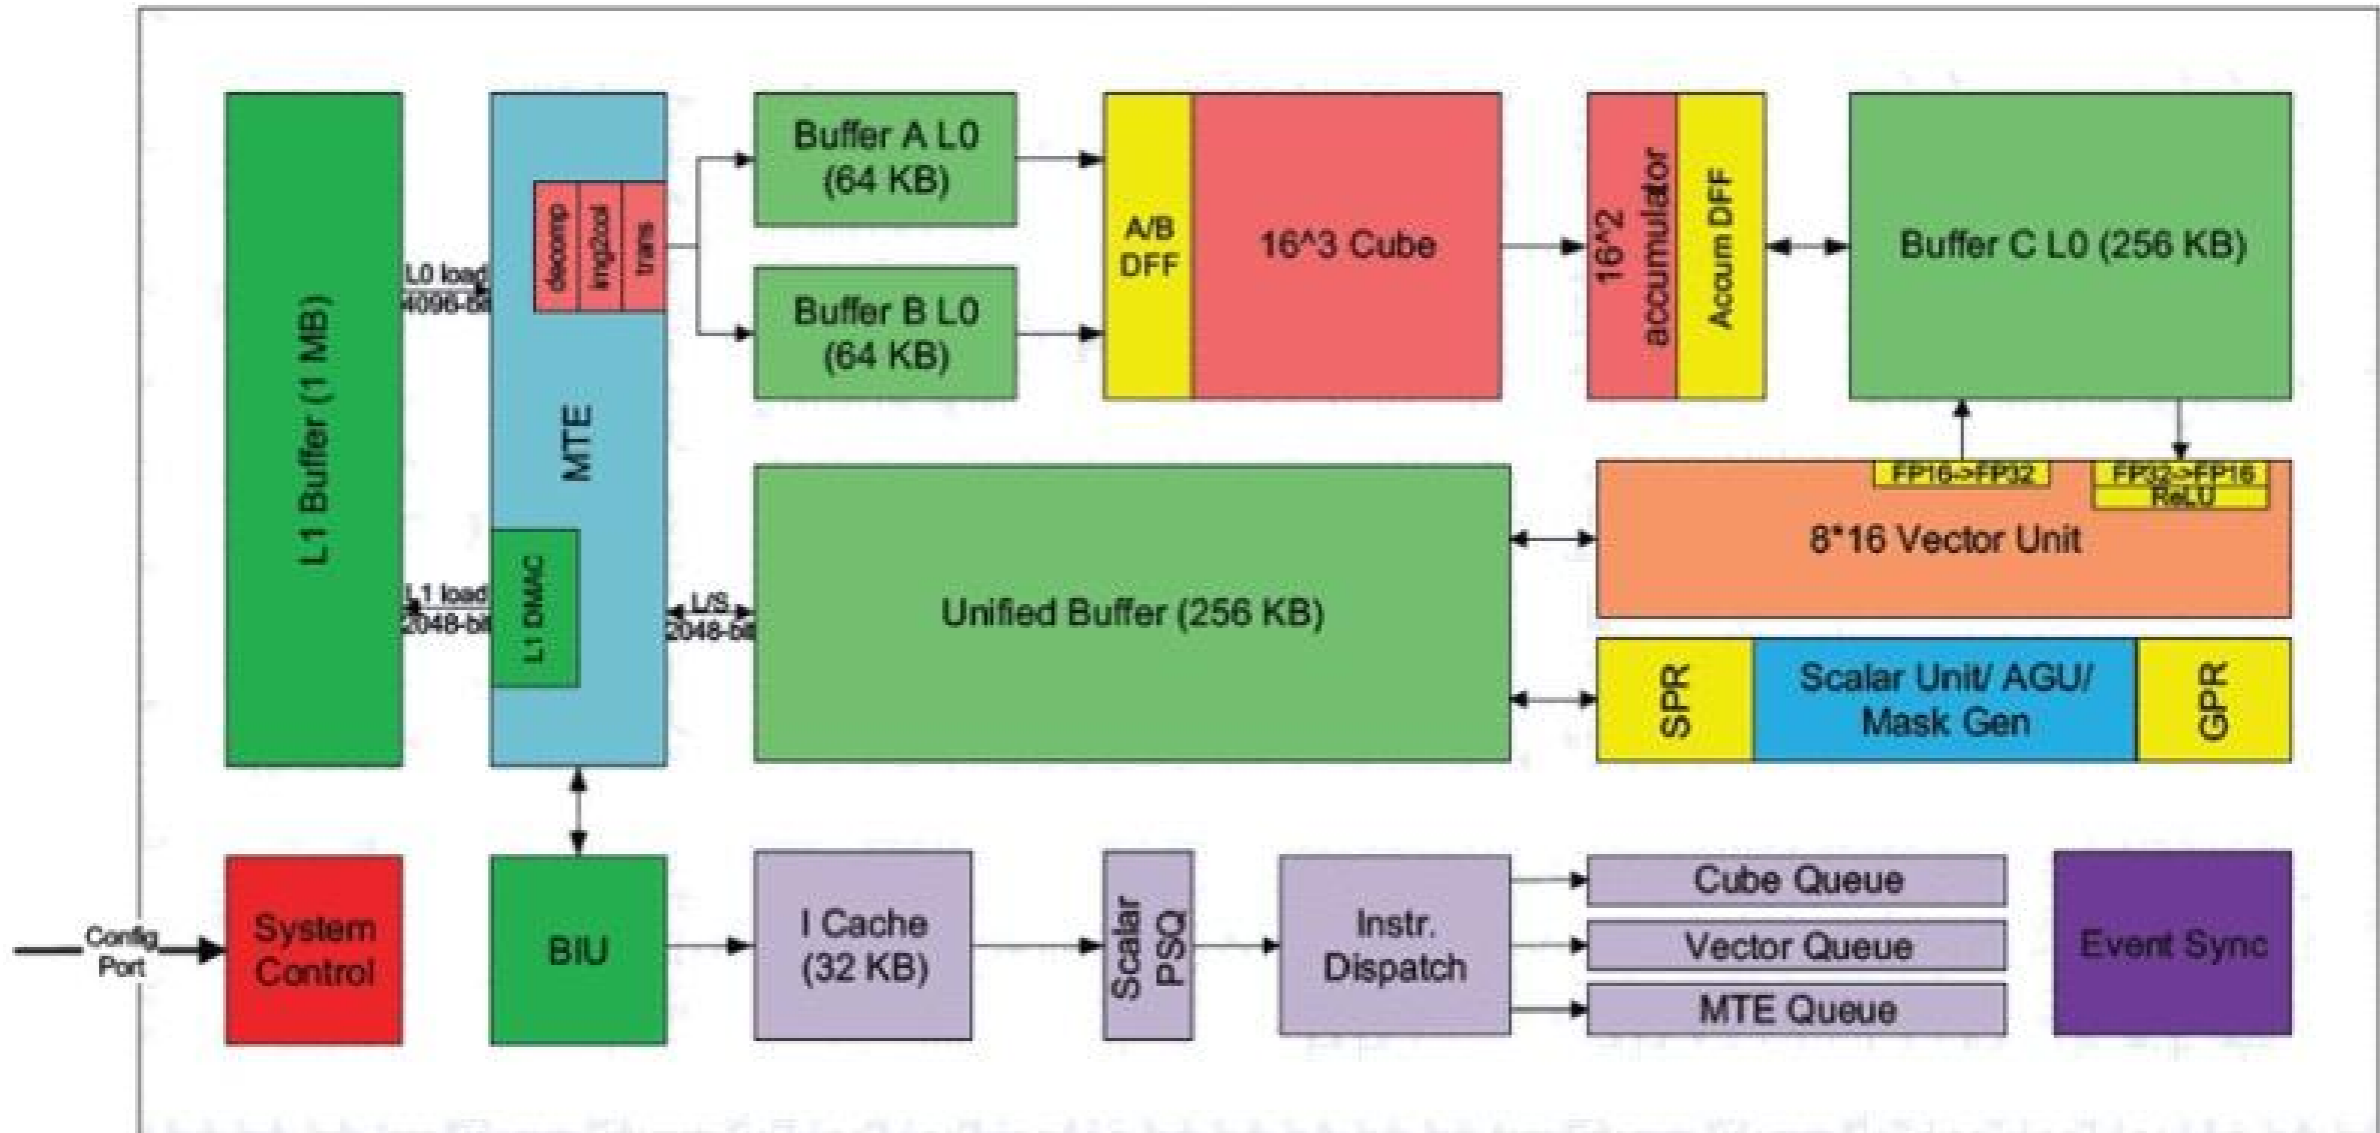 L1 Buffer (1 MB)
L0 load
4096-bit
L1 load
2048-bit
decomp
img2col
trans
MTE
L1 DMAC
L/S
2048-bit
Buffer A L0
(64 KB)
Buffer B L0
(64 KB)
A/B
DFF
16^3 Cube
16^2
accumulator
Accum DFF
Buffer C L0 (256 KB)
Unified Buffer (256 KB)
FP16->FP32
FP32->FP16
ReLU
8*16 Vector Unit
SPR
Scalar Unit/ AGU/
Mask Gen
GPR
Config
Port
System
Control
BIU
I Cache
(32 KB)
Scalar
PSQ
Instr.
Dispatch
Cube Queue
Vector Queue
MTE Queue
Event Sync